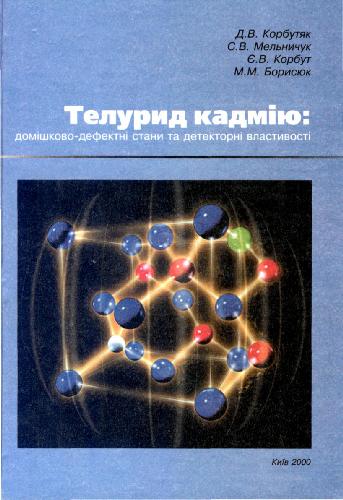 Д.В. Корбутяк
С.В. Мельничук
Є.В. Корбут
М.М. Борисюк
Телурид кадмію:
домішково-дефектні стани та детекторні властивості
Київ 2000